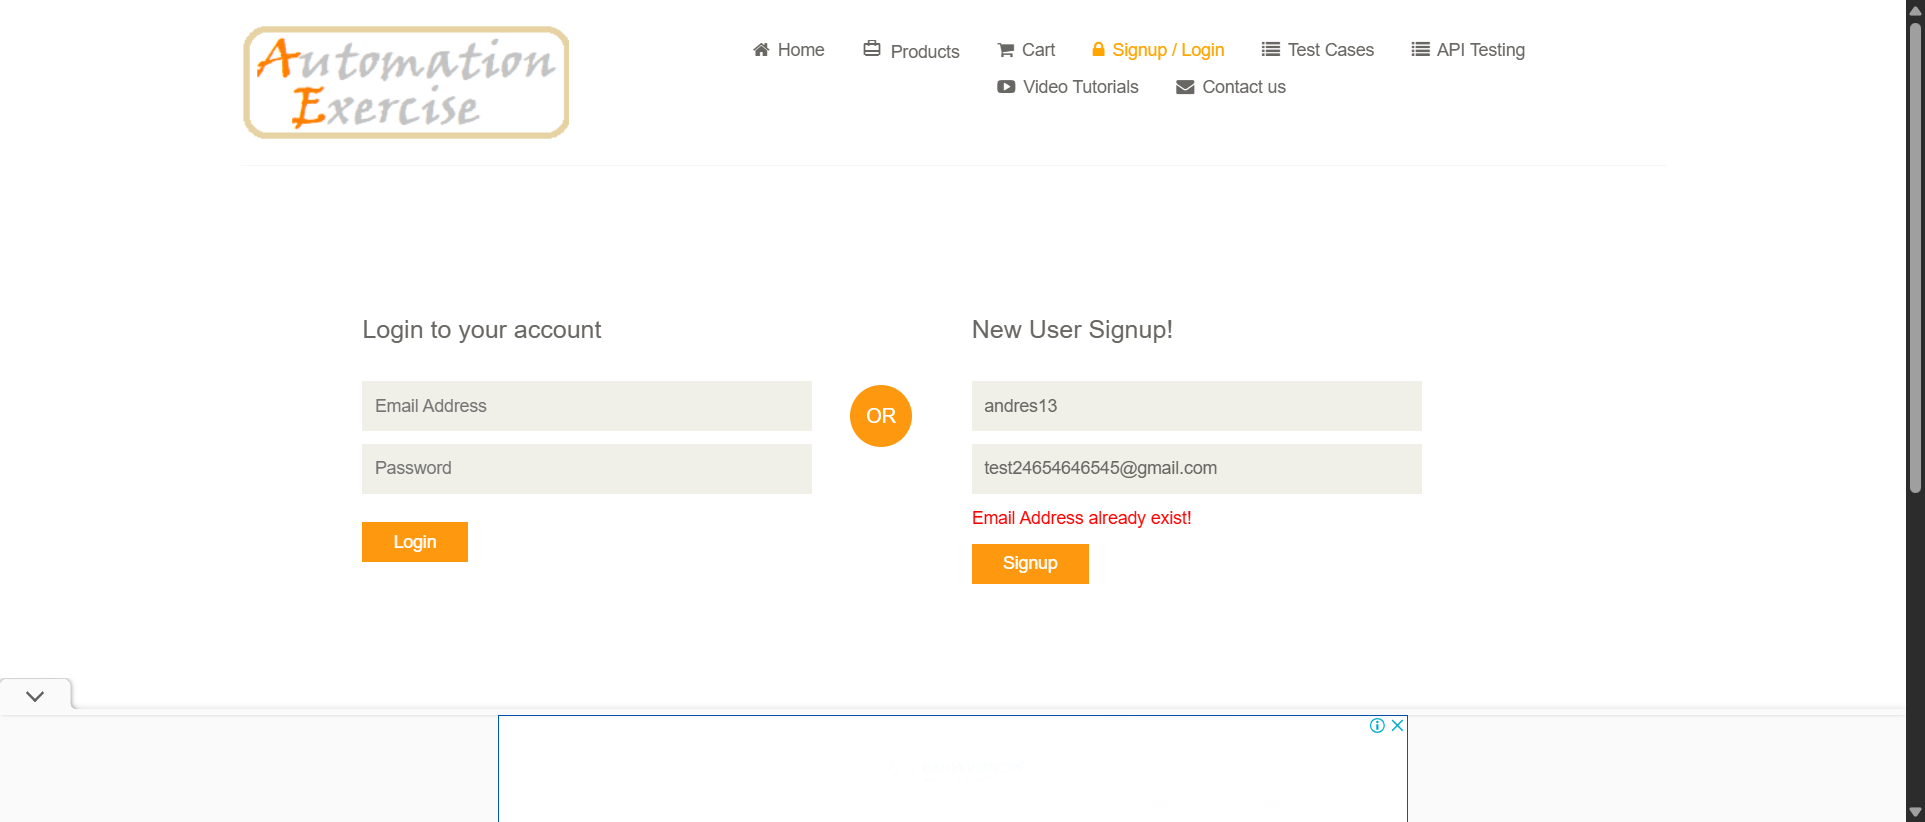 Automation
Exercise
Home
Products
Cart
Signup / Login
Test Cases
API Testing
Video Tutorials
Contact us
Login to your account
Email Address
Password
Login
OR
New User Signup!
andres13
test24654646545@gmail.com
Email Address already exist!
Signup